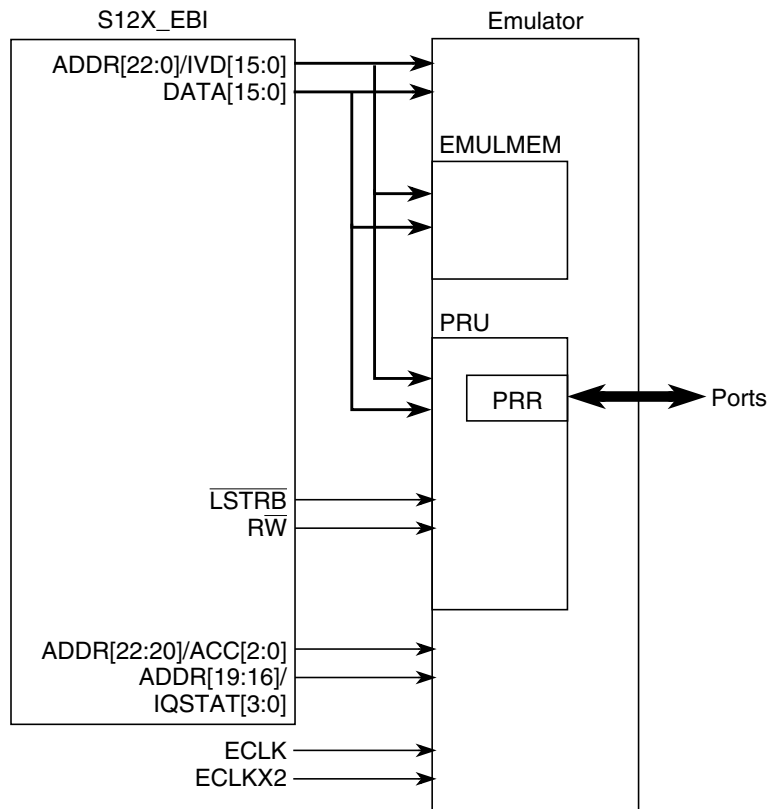 S12X_EBI
Emulator
ADDR[22:0]/IVD[15:0]
DATA[15:0]
EMULMEM
PRU
PRR
Ports
LSTRB
RW
ADDR[22:20]/ACC[2:0]
ADDR[19:16]/
IQSTAT[3:0]
ECLK
ECLKX2